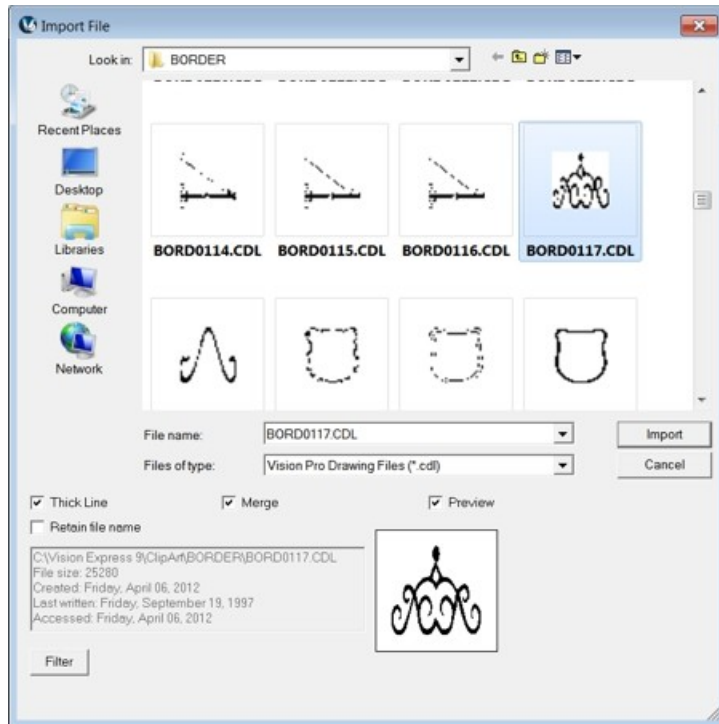 Import File
Look in:
BORDER
Recent Places
Desktop
Libraries
Computer
Network
BORD0114.CDL BORD0115.CDL BORD0116.CDL BORD0117.CDL
File name:
BORD0117.CDL
Import
Files of type:
Vision Pro Drawing Files (*.cdl)
Cancel
Thick Line
Merge
Preview
Retain file name
C:\Vision Express 9\ClipArt\BORDER\BORD0117.CDL
File size: 25280
Created: Friday, April 06, 2012
Last written: Friday, September 19, 1997
Accessed: Friday, April 06, 2012
Filter